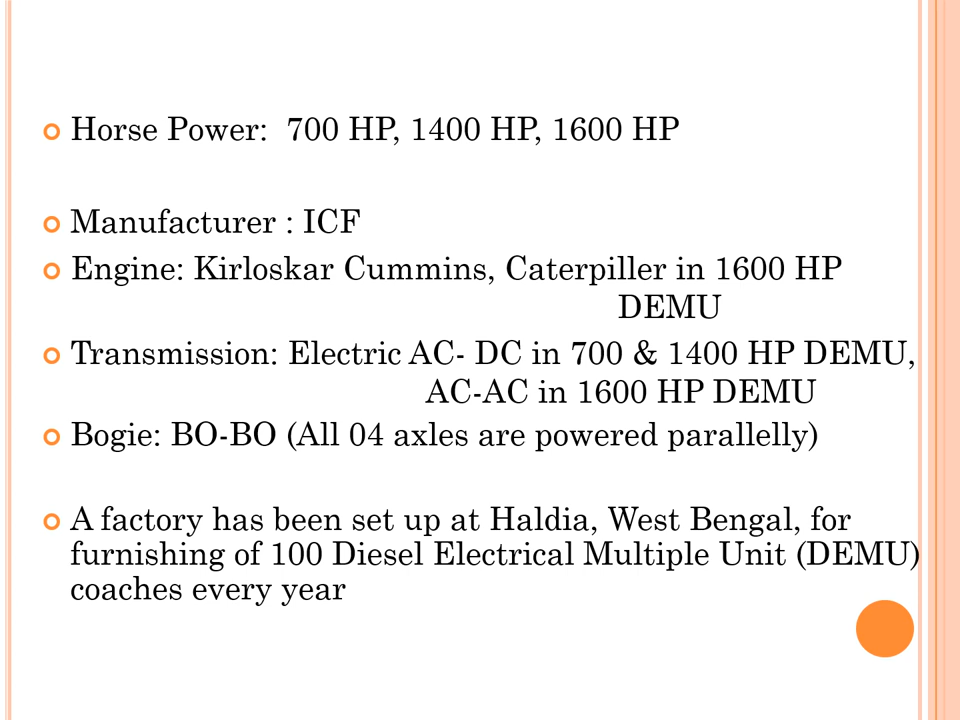 Horse Power: 700 HP, 1400 HP, 1600 HP
Manufacturer : ICF
Engine: Kirloskar Cummins, Caterpiller in 1600 HP
DEMU
Transmission: Electric AC- DC in 700 & 1400 HP DEMU,
AC-AC in 1600 HP DEMU
Bogie: BO-BO (All 04 axles are powered parallelly)
A factory has been set up at Haldia, West Bengal, for
furnishing of 100 Diesel Electrical Multiple Unit (DEMU)
coaches every year